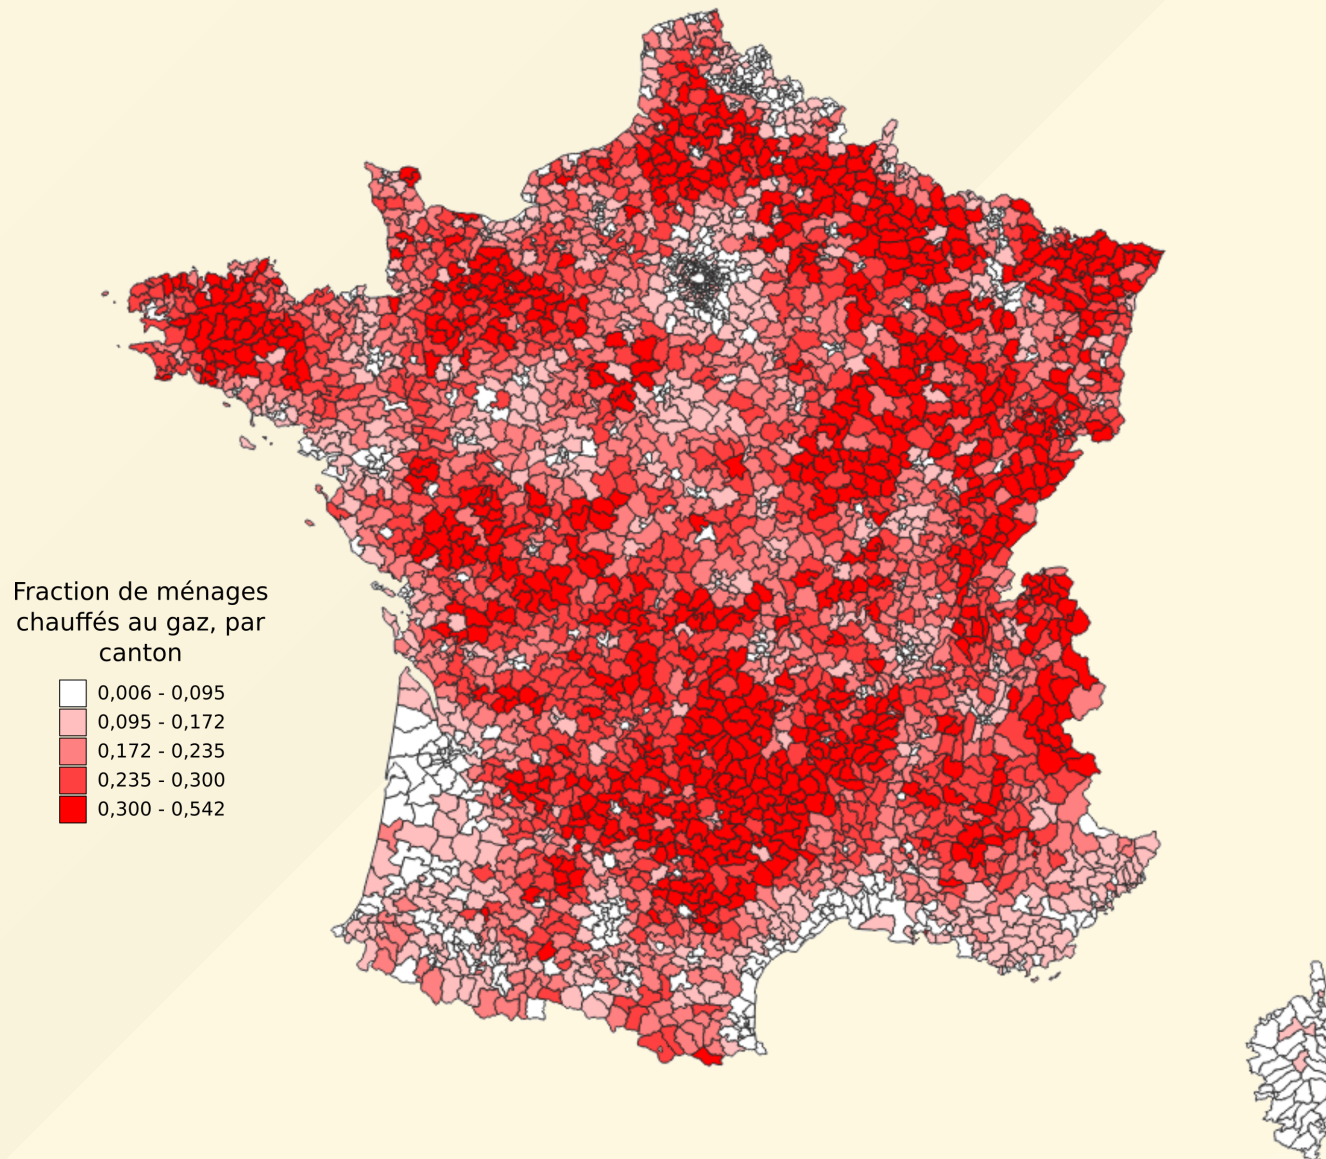 Fraction de ménages
chauffés au gaz, par
canton
0,006 - 0,095
0,095 - 0,172
0,172 - 0,235
0,235 - 0,300
0,300 - 0,542